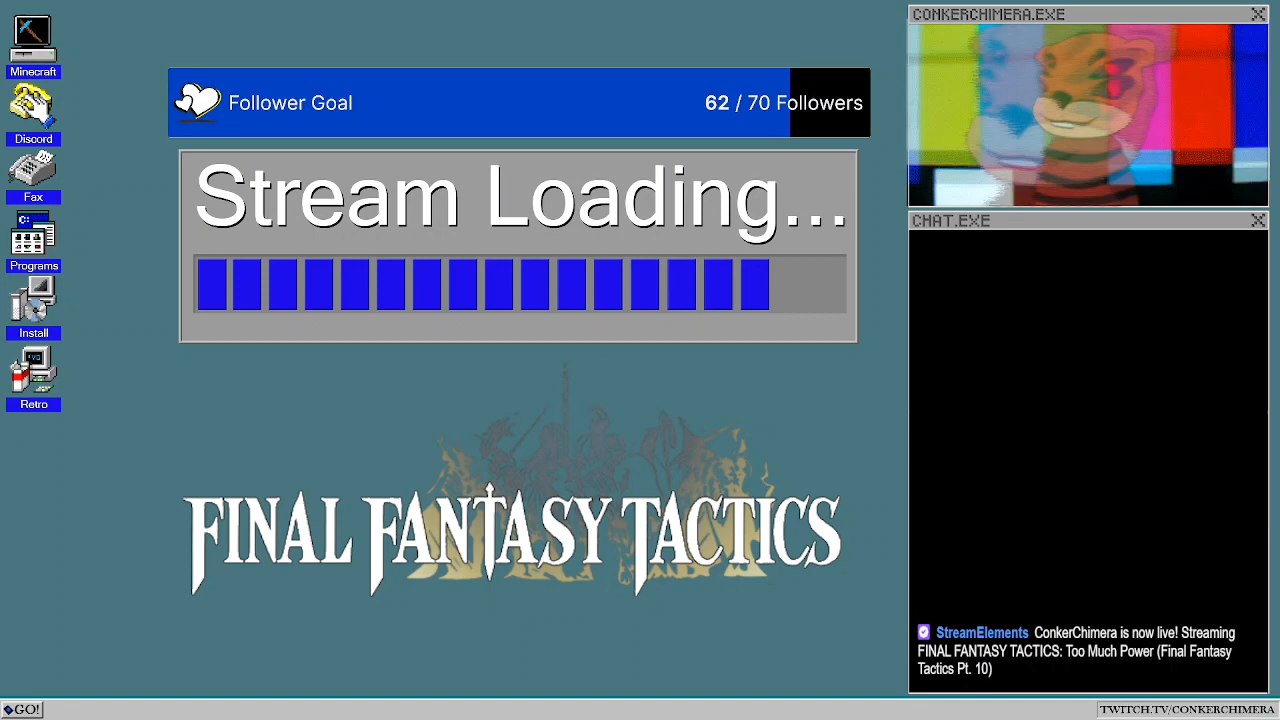 Minecraft
Discord
Fax
C:\
Programs
Install
Retro
Follower Goal
62 / 70 Followers
Stream Loading...
FINAL FANTASY TACTICS
CONKERCHIMERA.EXE
CHAT.EXE
StreamElements ConkerChimera is now live! Streaming
FINAL FANTASY TACTICS: Too Much Power (Final Fantasy
Tactics Pt. 10)
GO!
TWITCH.TV/CONKERCHIMERA